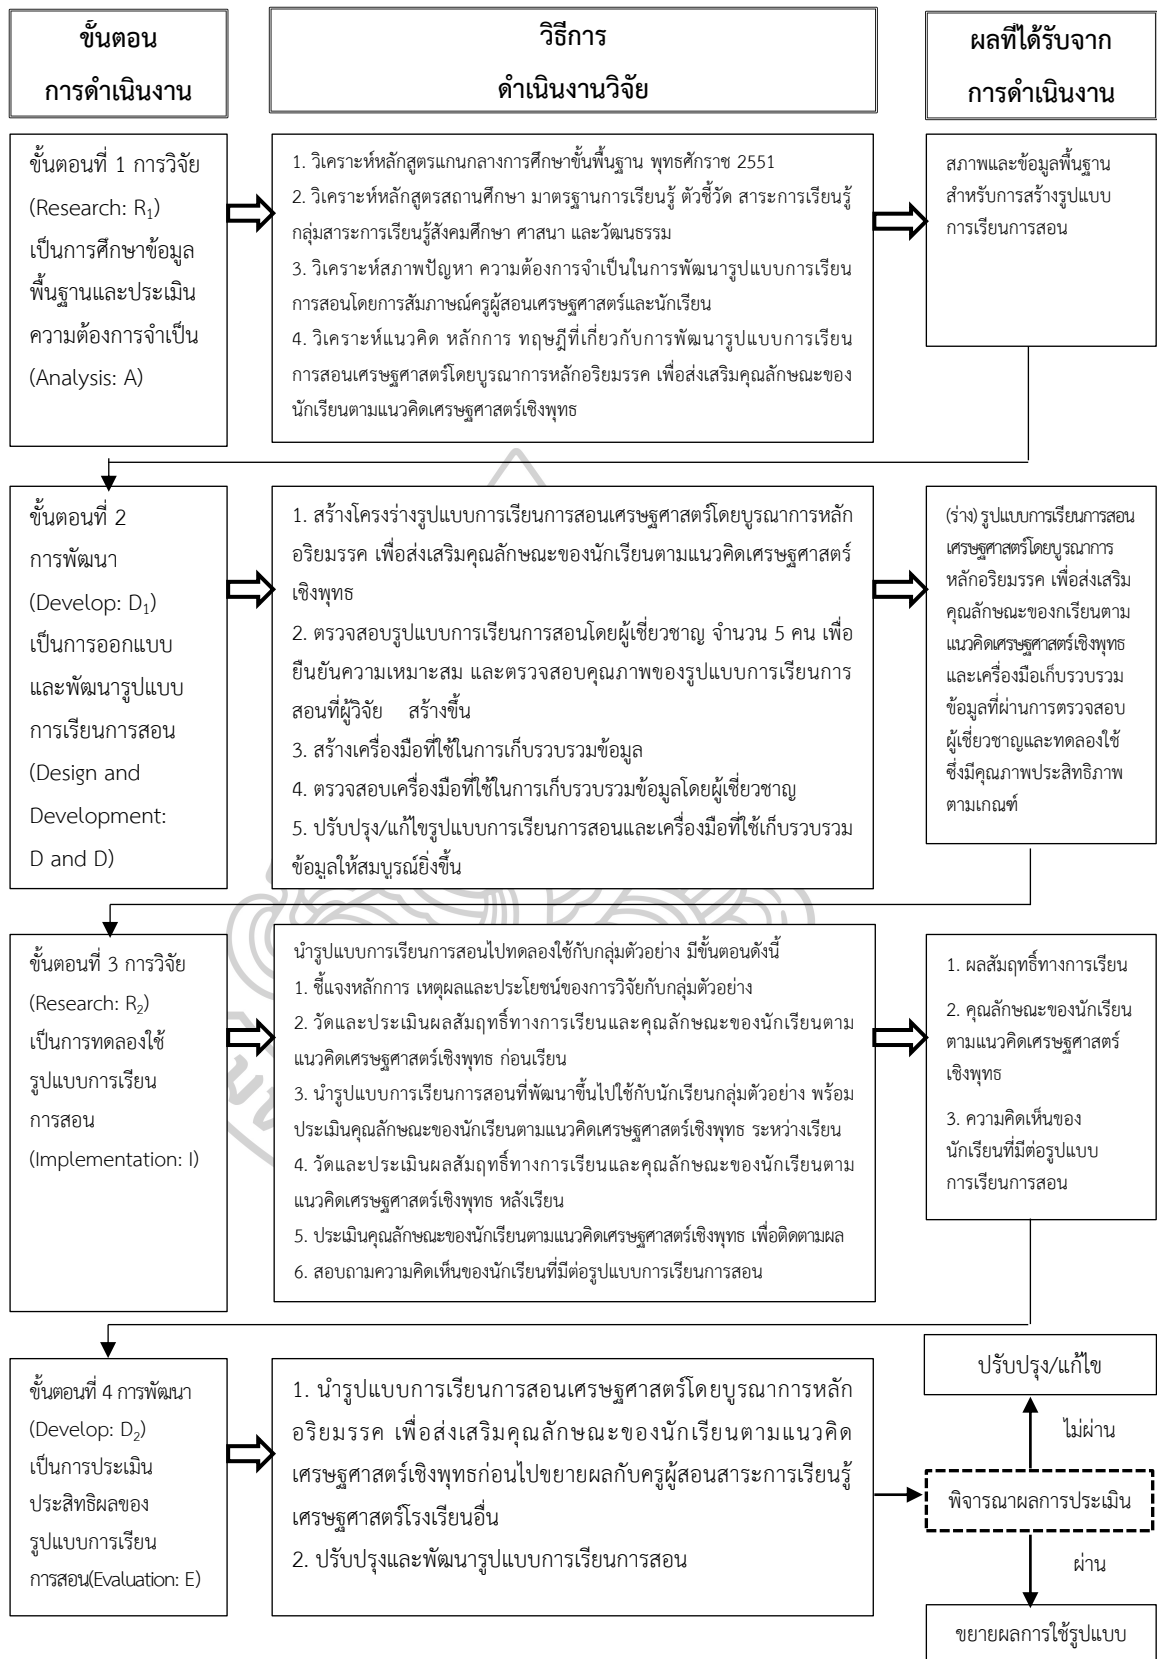 ขั้นตอน
การดำเนินงาน
วิธีการ
ดำเนินงานวิจัย
ผลที่ได้รับจาก
การดำเนินงาน
ขั้นตอนที่ 1 การวิจัย
(Research: R1)
เป็นการศึกษาข้อมูล
พื้นฐานและประเมิน
ความต้องการจำเป็น
(Analysis: A)
1. วิเคราะห์หลักสูตรแกนกลางการศึกษาขั้นพื้นฐาน พุทธศักราช 2551
2. วิเคราะห์หลักสูตรสถานศึกษา มาตรฐานการเรียนรู้ ตัวชี้วัด สาระการเรียนรู้
กลุ่มสาระการเรียนรู้สังคมศึกษา ศาสนา และวัฒนธรรม
3. วิเคราะห์สภาพปัญหา ความต้องการจำเป็นในการพัฒนารูปแบบการเรียน
การสอนโดยการสัมภาษณ์ครูผู้สอนเศรษฐศาสตร์และนักเรียน
4. วิเคราะห์แนวคิด หลักการ ทฤษฎีที่เกี่ยวกับการพัฒนารูปแบบการเรียน
การสอนเศรษฐศาสตร์โดยบูรณาการหลักอริยมรรค เพื่อส่งเสริมคุณลักษณะของ
นักเรียนตามแนวคิดเศรษฐศาสตร์เชิงพุทธ
สภาพและข้อมูลพื้นฐาน
สำหรับการสร้างรูปแบบ
การเรียนการสอน
ขั้นตอนที่ 2
การพัฒนา
(Develop: D1)
เป็นการออกแบบ
และพัฒนารูปแบบ
การเรียนการสอน
(Design and
Development:
D and D)
1. สร้างโครงร่างรูปแบบการเรียนการสอนเศรษฐศาสตร์โดยบูรณาการหลัก
อริยมรรค เพื่อส่งเสริมคุณลักษณะของนักเรียนตามแนวคิดเศรษฐศาสตร์
เชิงพุทธ
2. ตรวจสอบรูปแบบการเรียนการสอนโดยผู้เชี่ยวชาญ จำนวน 5 คน เพื่อ
ยืนยันความเหมาะสม และตรวจสอบคุณภาพของรูปแบบการเรียนการ
สอนที่ผู้วิจัย สร้างขึ้น
3. สร้างเครื่องมือที่ใช้ในการเก็บรวบรวมข้อมูล
4. ตรวจสอบเครื่องมือที่ใช้ในการเก็บรวบรวมข้อมูลโดยผู้เชี่ยวชาญ
5. ปรับปรุง/แก้ไขรูปแบบการเรียนการสอนและเครื่องมือที่ใช้เก็บรวบรวม
ข้อมูลให้สมบูรณ์ยิ่งขึ้น
(ร่าง) รูปแบบการเรียนการสอน
เศรษฐศาสตร์โดยบูรณาการ
หลักอริยมรรค เพื่อส่งเสริม
คุณลักษณะของกเรียนตาม
แนวคิดเศรษฐศาสตร์เชิงพุทธ
และเครื่องมือเก็บรวบรวม
ข้อมูลที่ผ่านการตรวจสอบ
ผู้เชี่ยวชาญและทดลองใช้
ซึ่งมีคุณภาพประสิทธิภาพ
ตามเกณฑ์
ขั้นตอนที่ 3 การวิจัย
(Research: R2)
เป็นการทดลองใช้
รูปแบบการเรียน
การสอน
(Implementation: I)
นำรูปแบบการเรียนการสอนไปทดลองใช้กับกลุ่มตัวอย่าง มีขั้นตอนดังนี้
1. ชี้แจงหลักการ เหตุผลและประโยชน์ของการวิจัยกับกลุ่มตัวอย่าง
2. วัดและประเมินผลสัมฤทธิ์ทางการเรียนและคุณลักษณะของนักเรียนตาม
แนวคิดเศรษฐศาสตร์เชิงพุทธ ก่อนเรียน
3. นำรูปแบบการเรียนการสอนที่พัฒนาขึ้นไปใช้กับนักเรียนกลุ่มตัวอย่าง พร้อม
ประเมินคุณลักษณะของนักเรียนตามแนวคิดเศรษฐศาสตร์เชิงพุทธ ระหว่างเรียน
4. วัดและประเมินผลสัมฤทธิ์ทางการเรียนและคุณลักษณะของนักเรียนตาม
แนวคิดเศรษฐศาสตร์เชิงพุทธ หลังเรียน
5. ประเมินคุณลักษณะของนักเรียนตามแนวคิดเศรษฐศาสตร์เชิงพุทธ เพื่อติดตามผล
6. สอบถามความคิดเห็นของนักเรียนที่มีต่อรูปแบบการเรียนการสอน
1. ผลสัมฤทธิ์ทางการเรียน
2. คุณลักษณะของนักเรียน
ตามแนวคิดเศรษฐศาสตร์
เชิงพุทธ
3. ความคิดเห็นของ
นักเรียนที่มีต่อรูปแบบ
การเรียนการสอน
ขั้นตอนที่ 4 การพัฒนา
(Develop: D2)
เป็นการประเมิน
ประสิทธิผลของ
รูปแบบการเรียน
การสอน(Evaluation: E)
1. นำรูปแบบการเรียนการสอนเศรษฐศาสตร์โดยบูรณาการหลัก
อริยมรรค เพื่อส่งเสริมคุณลักษณะของนักเรียนตามแนวคิด
เศรษฐศาสตร์เชิงพุทธก่อนไปขยายผลกับครูผู้สอนสาระการเรียนรู้
เศรษฐศาสตร์โรงเรียนอื่น
2. ปรับปรุงและพัฒนารูปแบบการเรียนการสอน
ปรับปรุง/แก้ไข
ไม่ผ่าน
พิจารณาผลการประเมิน
ผ่าน
ขยายผลการใช้รูปแบบ